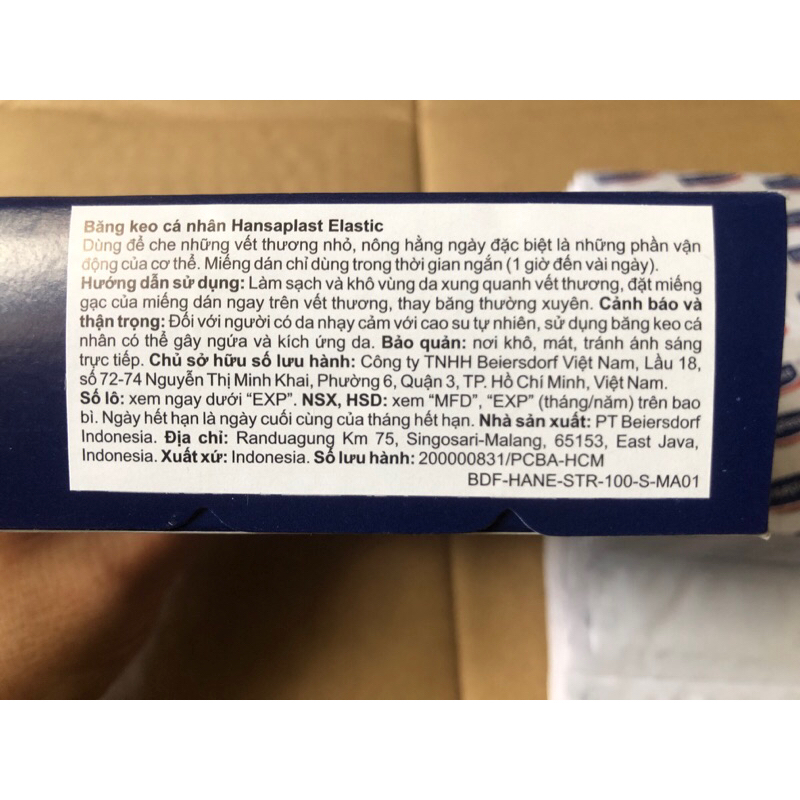 Băng keo cá nhân Hansaplast Elastic
Dùng để che những vết thương nhỏ, nông hằng ngày đặc biệt là những phần vận
động của cơ thể. Miếng dán chỉ dùng trong thời gian ngắn (1 giờ đến vài ngày).
Hướng dẫn sử dụng: Làm sạch và khô vùng da xung quanh vết thương, đặt miếng
gạc của miếng dán ngay trên vết thương, thay băng thường xuyên. Cảnh báo và
thận trọng: Đối với người có da nhạy cảm với cao su tự nhiên, sử dụng băng keo cá
nhân có thể gây ngứa và kích ứng da. Bảo quản: nơi khô, mát, tránh ánh sáng
trực tiếp. Chủ sở hữu số lưu hành: Công ty TNHH Beiersdorf Việt Nam, Lầu 18,
số 72-74 Nguyễn Thị Minh Khai, Phường 6, Quận 3, TP. Hồ Chí Minh, Việt Nam.
Số lô: xem ngay dưới “EXP”. NSX, HSD: xem “MFD”, “EXP” (tháng/năm) trên bao
bì. Ngày hết hạn là ngày cuối cùng của tháng hết hạn. Nhà sản xuất: PT Beiersdorf
Indonesia. Địa chỉ: Randuagung Km 75, Singosari-Malang, 65153, East Java,
Indonesia. Xuất xứ: Indonesia. Số lưu hành: 200000831/PCBA-HCM
BDF-HANE-STR-100-S-MA01